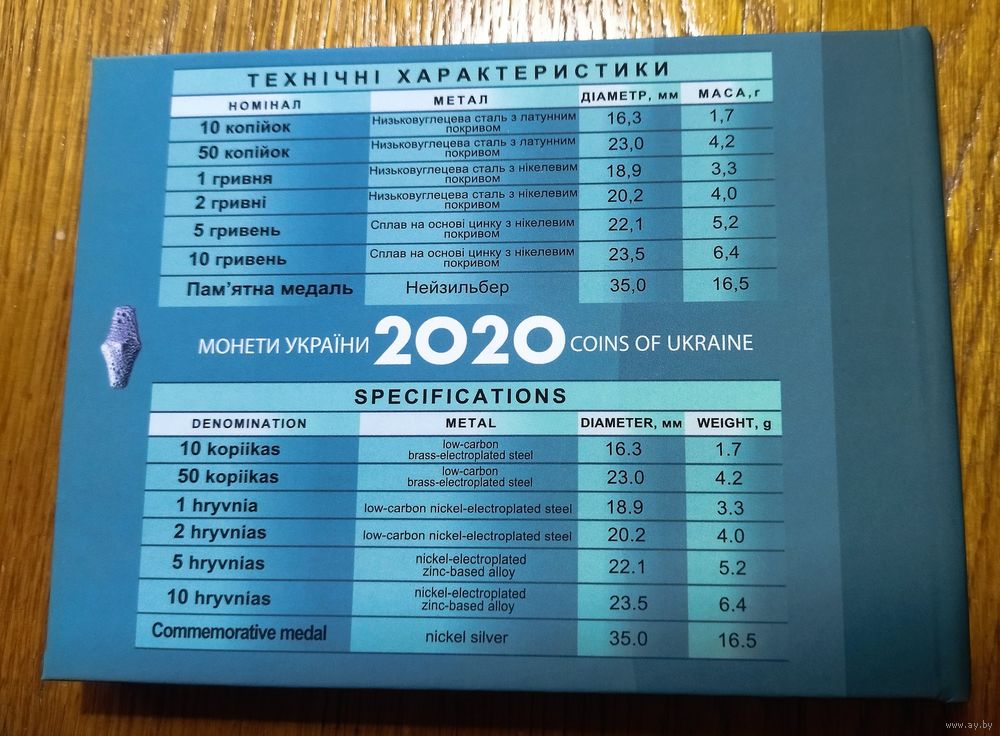 ТЕХНІЧНІ ХАРАКТЕРИСТИКИ
НОМІНАЛ МЕТАЛ ДІАМЕТР, мм МАСА,г
10 копійок Низьковуглецева сталь з латунним покривом 16,3 1,7
50 копійок Низьковуглецева сталь з латунним покривом 23,0 4,2
1 гривня Низьковуглецева сталь з нікелевим покривом 18,9 3,3
2 гривні Низьковуглецева сталь з нікелевим покривом 20,2 4,0
5 гривень Сплав на основі цинку з нікелевим покривом 22,1 5,2
10 гривень Сплав на основі цинку з нікелевим покривом 23,5 6,4
Пам’ятна медаль Нейзильбер 35,0 16,5
МОНЕТИ УКРАЇНИ 2020 COINS OF UKRAINE
SPECIFICATIONS
DENOMINATION METAL DIAMETER, мм WEIGHT, g
10 kopiikas low-carbon brass-electroplated steel 16.3 1.7
50 kopiikas low-carbon brass-electroplated steel 23.0 4.2
1 hryvnia low-carbon nickel-electroplated steel 18.9 3.3
2 hryvnias low-carbon nickel-electroplated steel 20.2 4.0
5 hryvnias nickel-electroplated zinc-based alloy 22.1 5.2
10 hryvnias nickel-electroplated zinc-based alloy 23.5 6.4
Commemorative medal nickel silver 35.0 16.5
www.ay.by